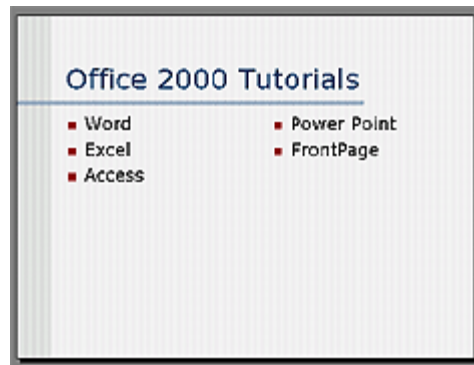 Office 2000 Tutorials
Word
Excel
Access
Power Point
FrontPage